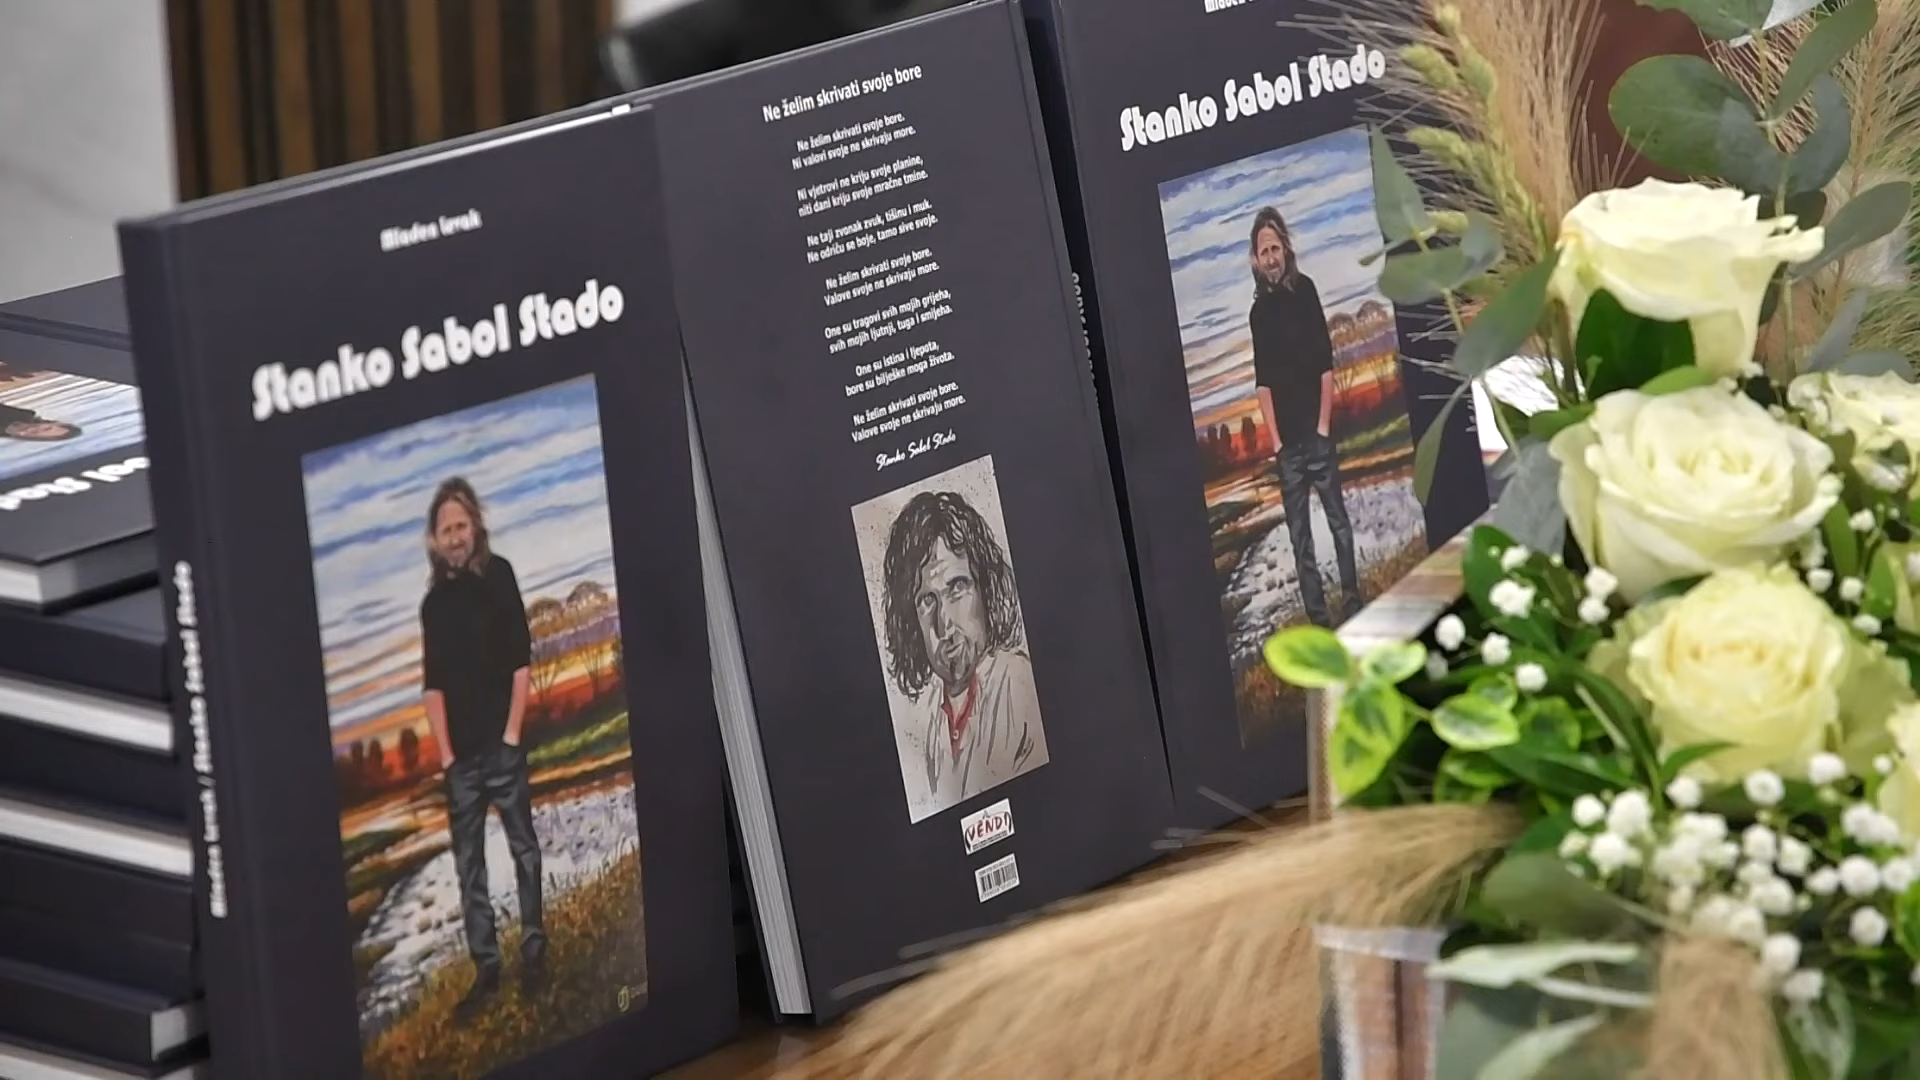 Mladen Levak
Stanko Sabol Stado
Mladen Levak / Stanko Sabol Stado
Ne želim skrivati svoje bore
Ne želim skrivati svoje bore.
Ni valovi svoje ne skrivaju more.
Ni vjetrovi ne kriju svoje planine,
niti dani kriju svoje mračne tmine.
Ne taji zvonak zvuk, tišinu i muk.
Ne odriču se boje, tamo sive svoje.
Ne želim skrivati svoje bore.
Valove svoje ne skrivaju more.
One su tragovi svih mojih grijeha,
svih mojih ljutnji, tuga i smijeha.
One su istina i ljepota,
bore su bilješke moga života.
Ne želim skrivati svoje bore.
Valove svoje ne skrivaju more.
Stanko Sabol Stado
VENDI
Stanko Sabol Stado